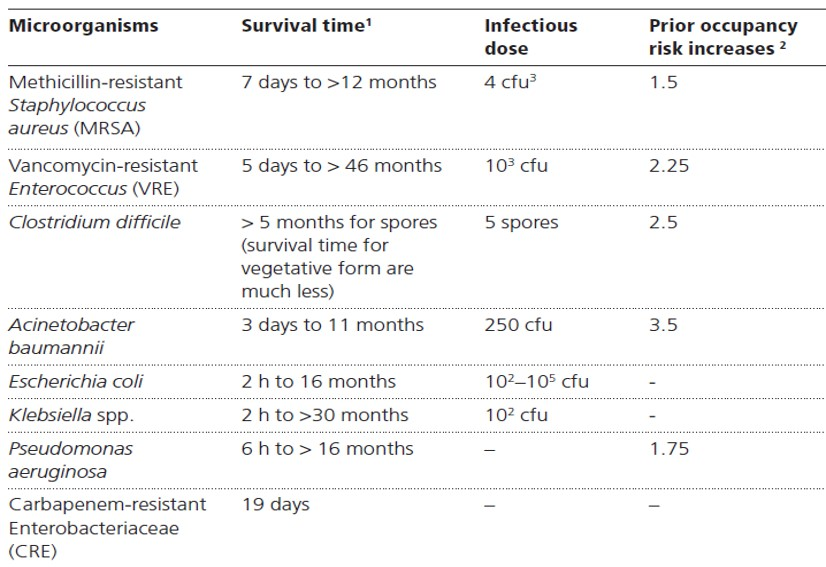 Microorganisms Survival time¹ Infectious dose Prior occupancy risk increases ²
Methicillin-resistant Staphylococcus aureus (MRSA) 7 days to >12 months 4 cfu³ 1.5
Vancomycin-resistant Enterococcus (VRE) 5 days to > 46 months 10³ cfu 2.25
Clostridium difficile > 5 months for spores (survival time for vegetative form are much less) 5 spores 2.5
Acinetobacter baumannii 3 days to 11 months 250 cfu 3.5
Escherichia coli 2 h to 16 months 10²–10⁵ cfu -
Klebsiella spp. 2 h to >30 months 10² cfu -
Pseudomonas aeruginosa 6 h to > 16 months – 1.75
Carbapenem-resistant Enterobacteriaceae (CRE) 19 days – –